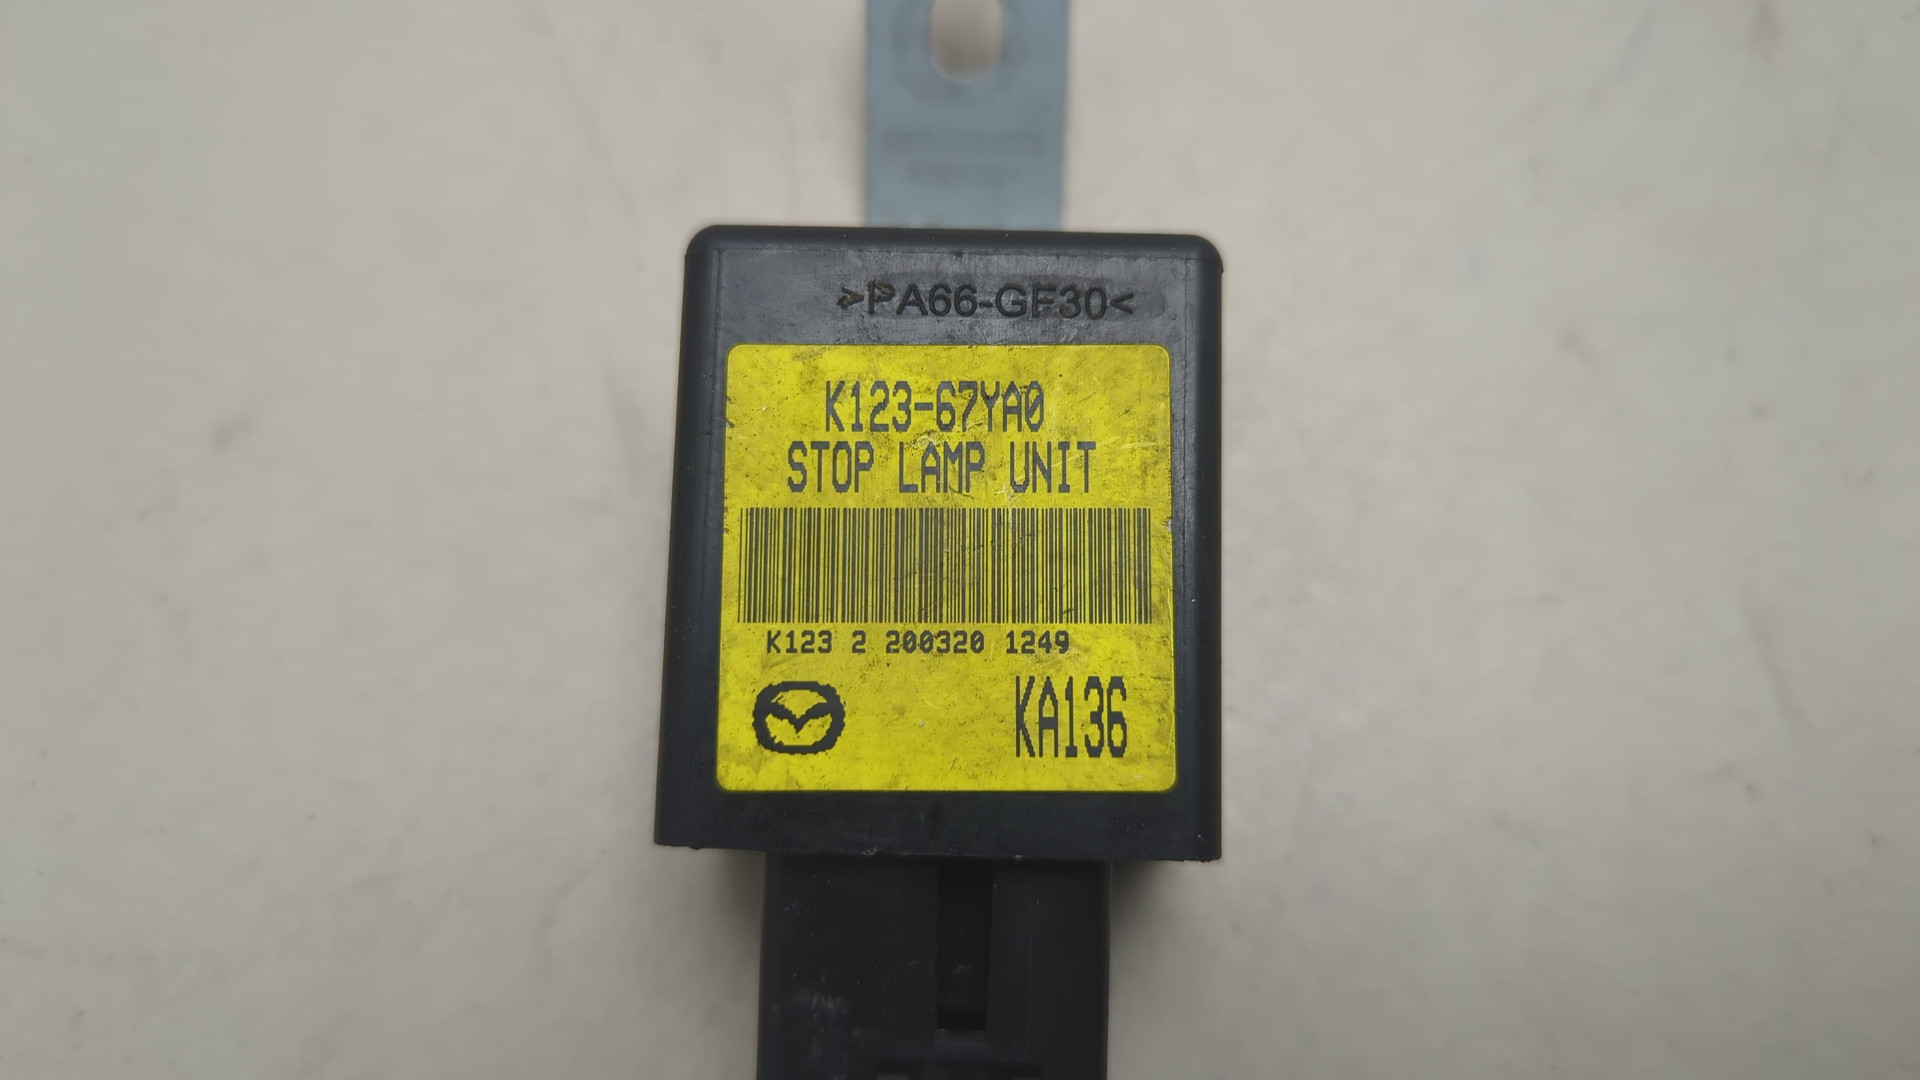 >PA66-GF30<
K123-67YA0
STOP LAMP UNIT
K123 2 200320 1249
KA136